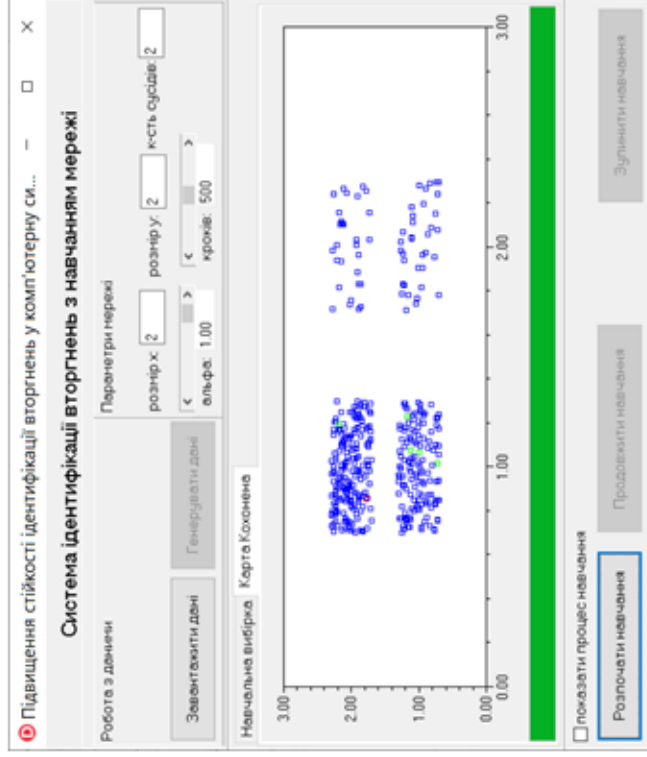 Підвищення стійкості ідентифікації вторгнень у комп'ютерну си...
Система ідентифікації вторгнень з навчанням мережі
Робота з даними
Завантажити дані
Генерувати дані
Параметри мережі
розмір x: 2
розмір y: 2
к-сть сусідів: 2
альфа: 1.00
кроків: 500
Навчальна вибірка
Карта Кохонена
3.00
2.00
1.00
0.00
0.00
1.00
2.00
3.00
показати процес навчання
Розпочати навчання
Продовжити навчання
Зупинити навчання